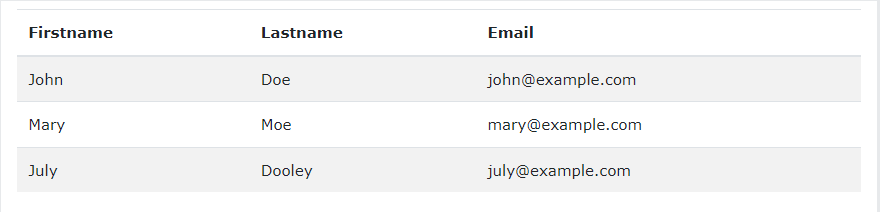 Firstname Lastname Email
John Doe john@example.com
Mary Moe mary@example.com
July Dooley july@example.com